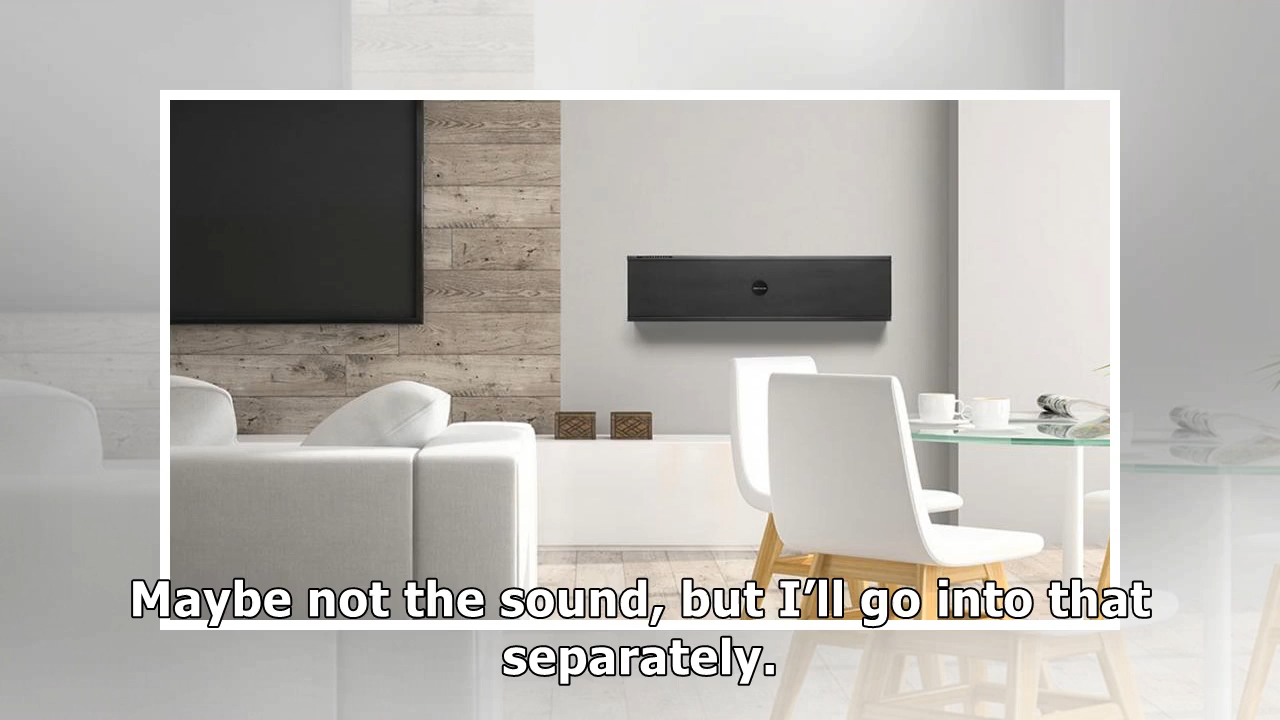 Maybe not the sound, but I’ll go into that
separately.